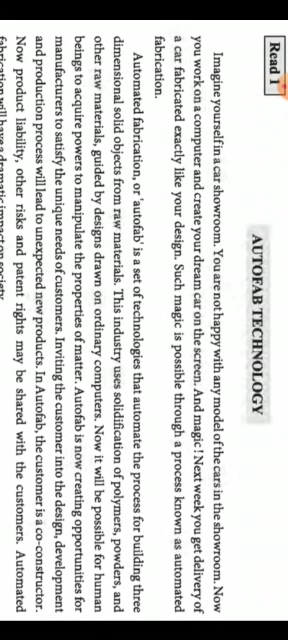 Read 1
AUTOFAB TECHNOLOGY
Imagine yourself in a car showroom. You are not happy with any model of the cars in the showroom. Now
you work on a computer and create your dream car on the screen. And magic ! Next week you get delivery of
a car fabricated exactly like your design. Such magic is possible through a process known as automated
fabrication.
Automated fabrication, or 'autofab' is a set of technologies that automate the process for building three
dimensional solid objects from raw materials. This industry uses solidification of polymers, powders, and
other raw materials, guided by designs drawn on ordinary computers. Now it will be possible for human
beings to acquire powers to manipulate the properties of matter. Autofab is now creating opportunities for
manufacturers to satisfy the unique needs of customers. Inviting the customer into the design, development
and production process will lead to unexpected new products. In Autofab, the customer is a co-constructor.
Now product liability, other risks and patent rights may be shared with the customers. Automated
fabrication will have a dramatic impact on society.